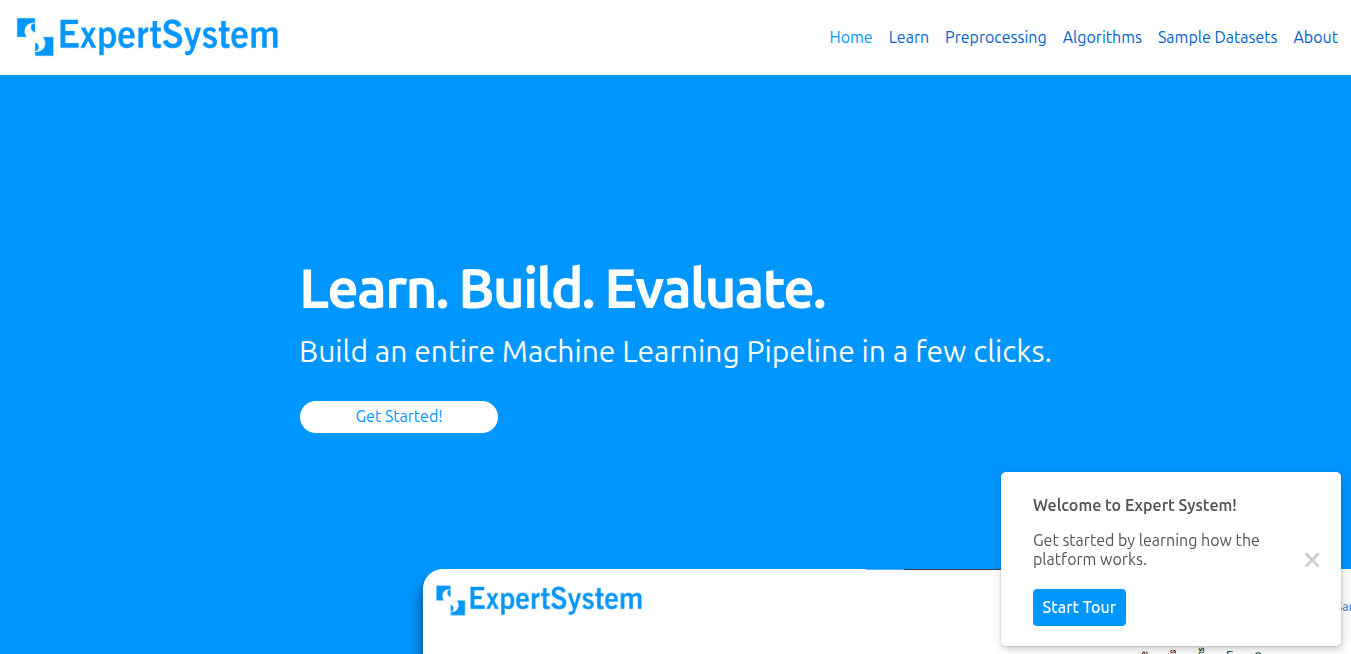 ExpertSystem
Home Learn Preprocessing Algorithms Sample Datasets About
Learn. Build. Evaluate.
Build an entire Machine Learning Pipeline in a few clicks.
Get Started!
Welcome to Expert System!
Get started by learning how the
platform works.
Start Tour
ExpertSystem